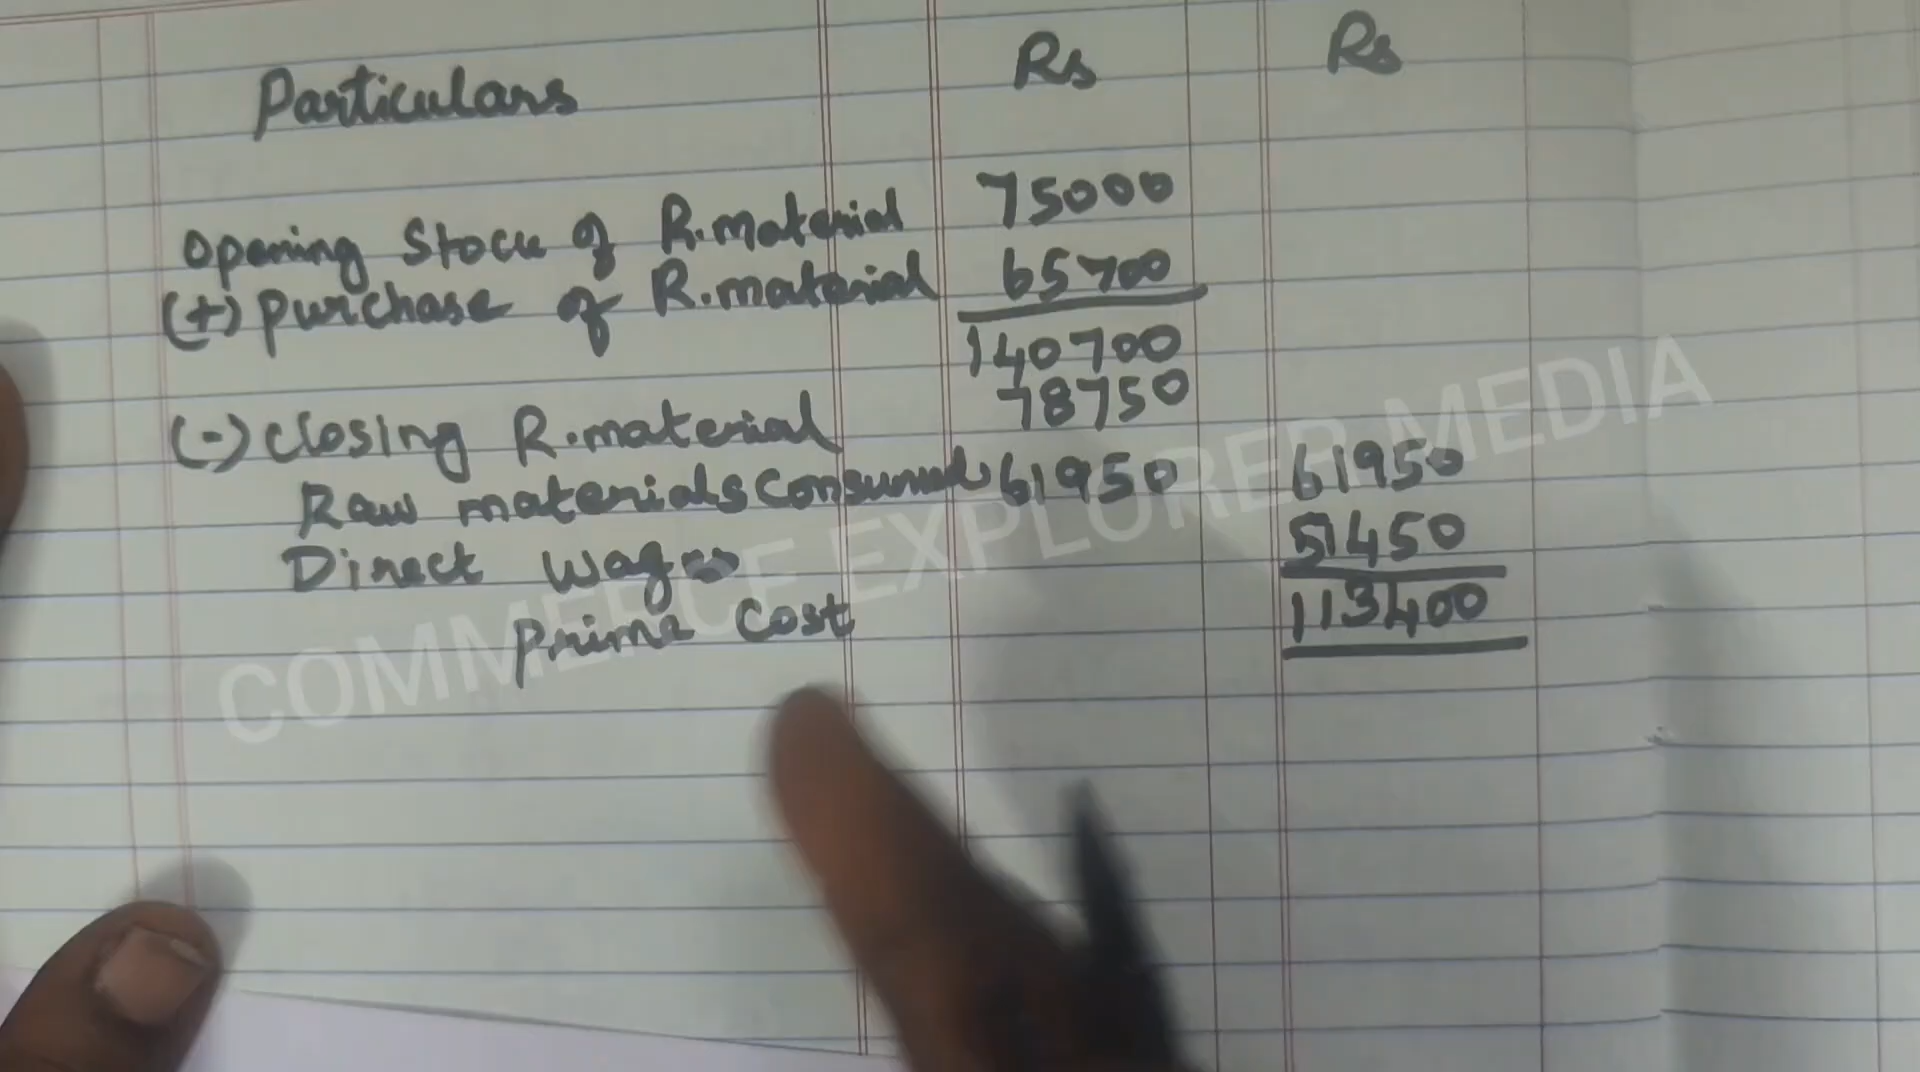 Particulars Rs Rs
Opening Stock of R.material 75000
(+) Purchase of R.material 65700
140700
(-) Closing R.material 78750
Raw materials Consumed 61950 61950
Direct Wages 51450
Prime Cost 113400
COMMERCE EXPLORER MEDIA